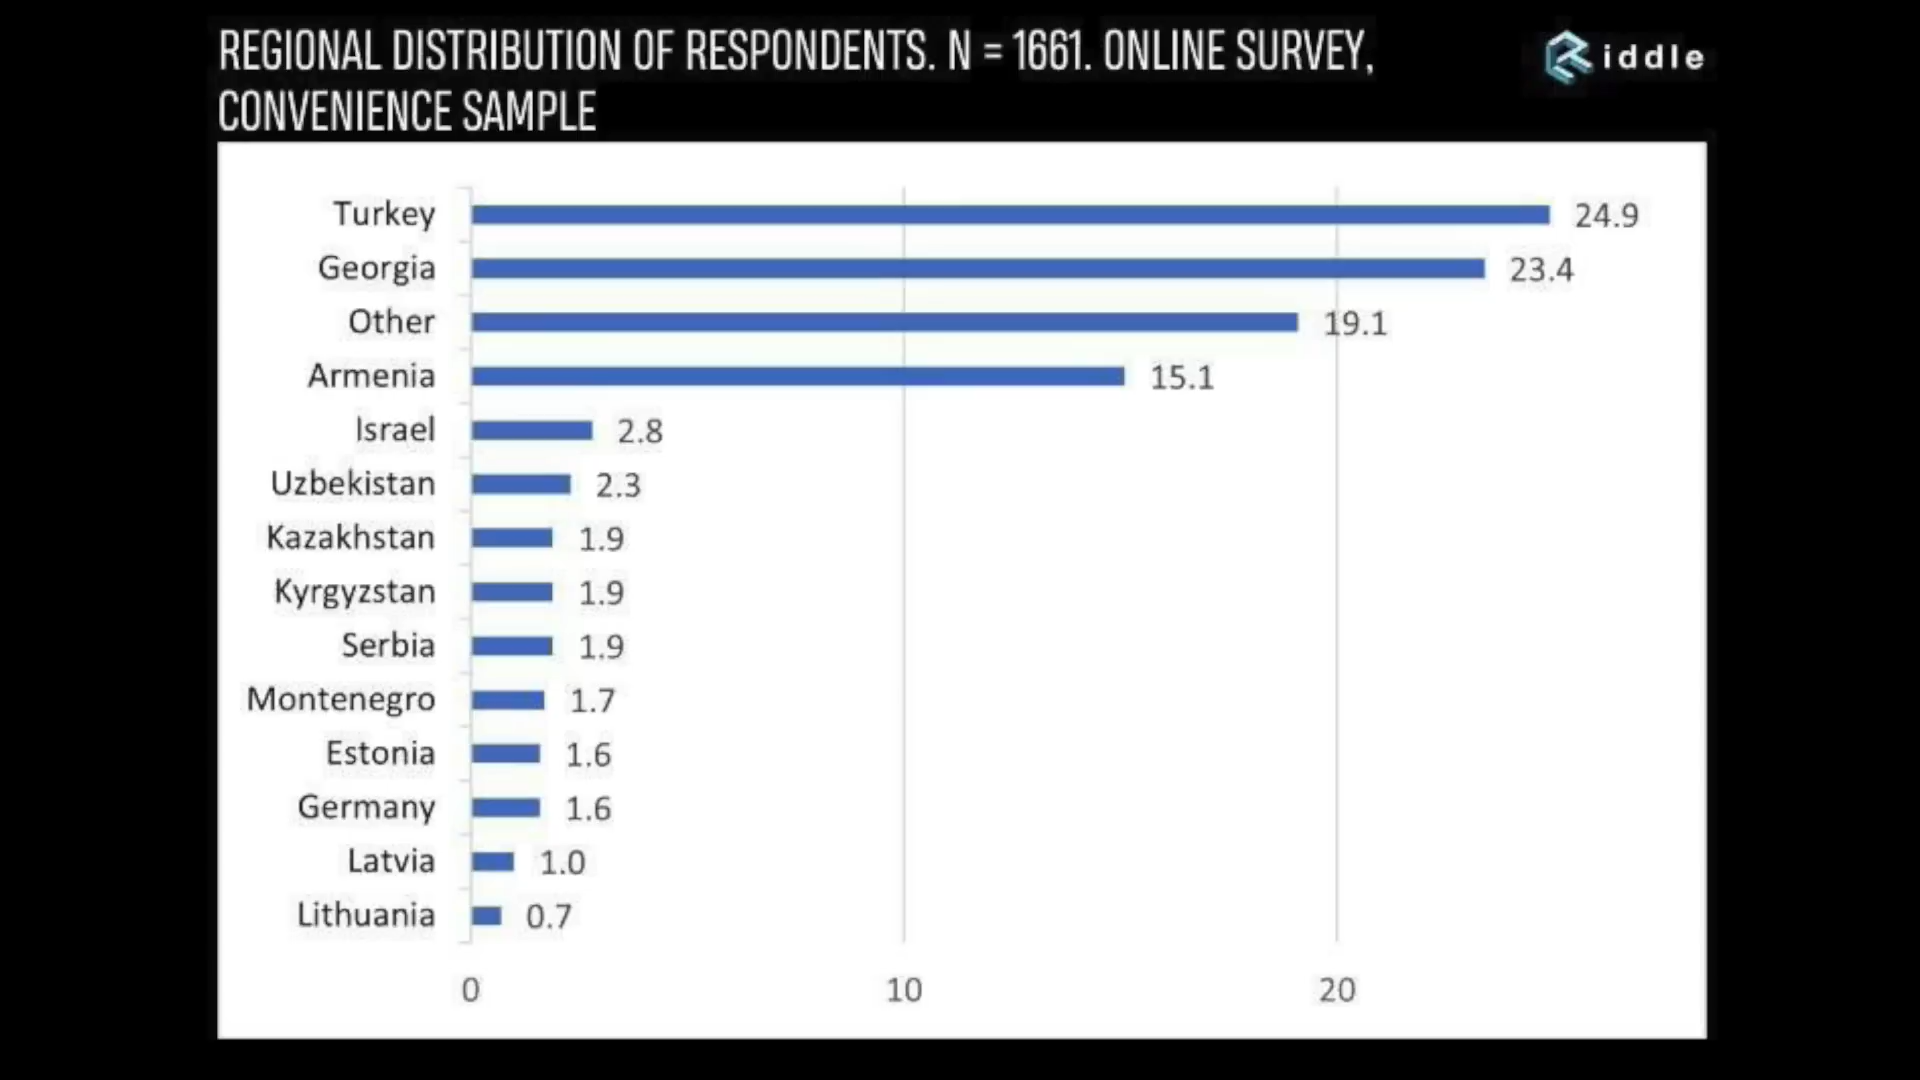 REGIONAL DISTRIBUTION OF RESPONDENTS. N = 1661. ONLINE SURVEY,
CONVENIENCE SAMPLE
Riddle
Turkey 24.9
Georgia 23.4
Other 19.1
Armenia 15.1
Israel 2.8
Uzbekistan 2.3
Kazakhstan 1.9
Kyrgyzstan 1.9
Serbia 1.9
Montenegro 1.7
Estonia 1.6
Germany 1.6
Latvia 1.0
Lithuania 0.7
0 10 20